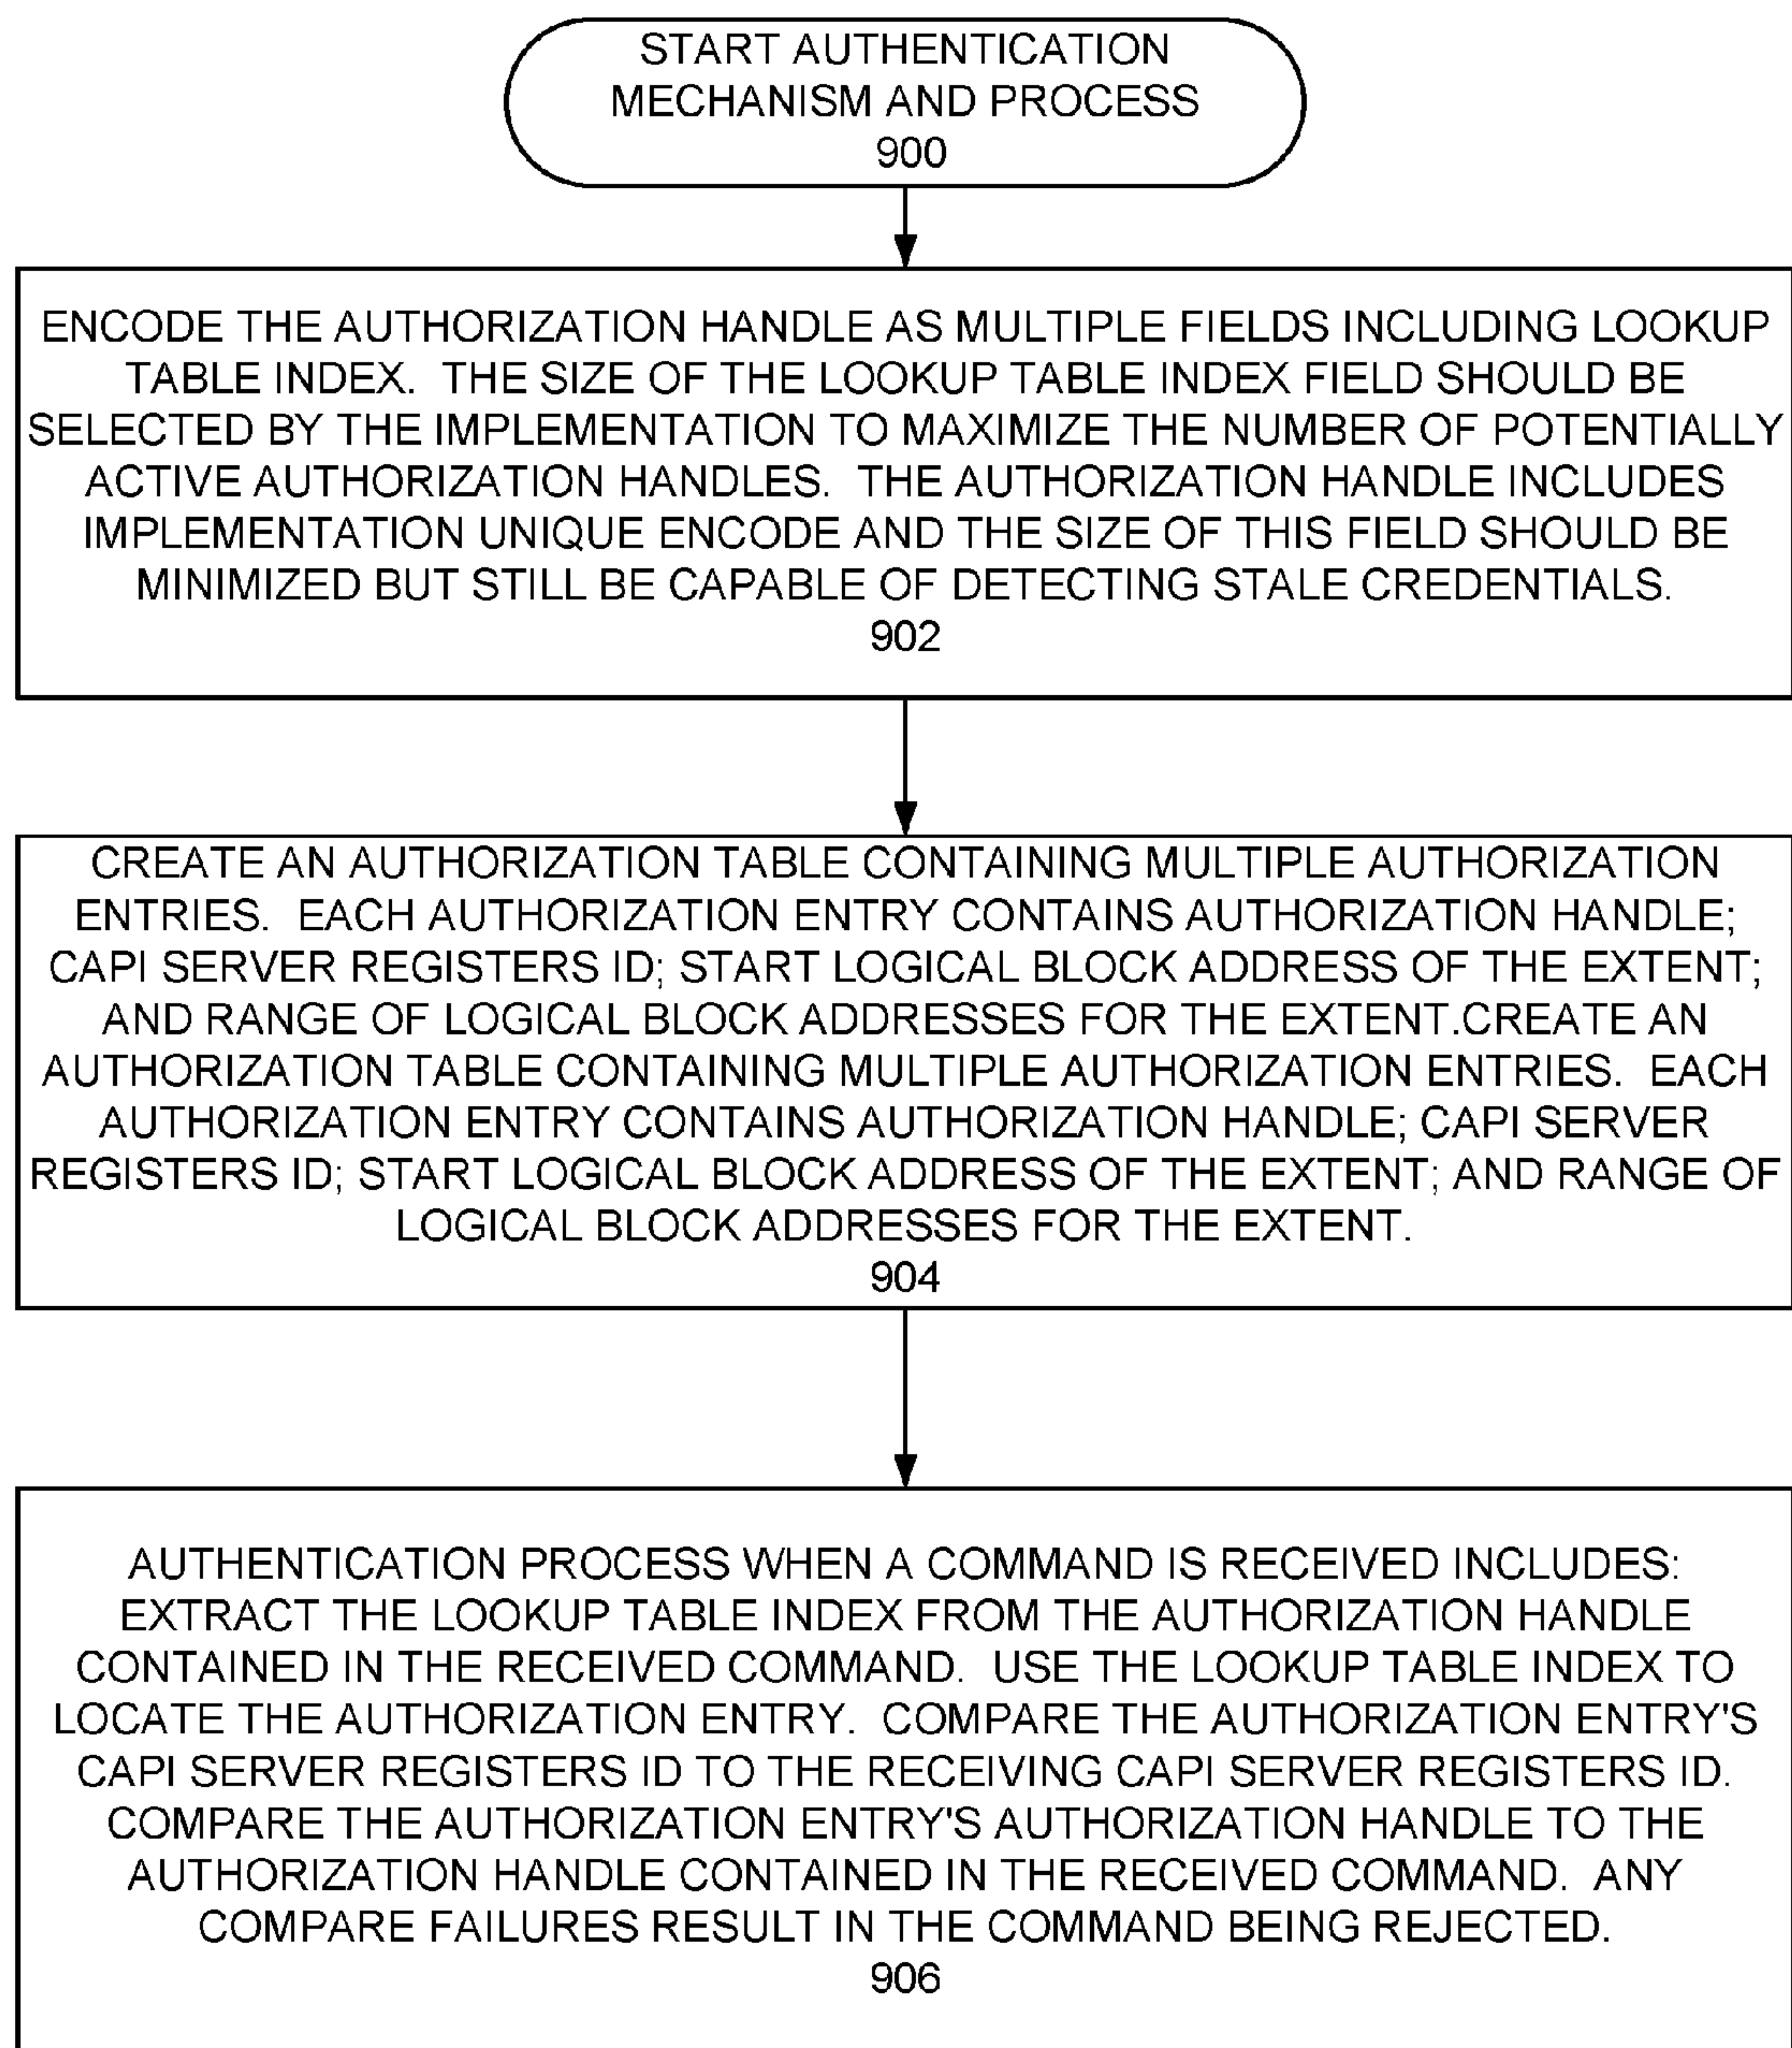 START AUTHENTICATION
MECHANISM AND PROCESS
900
ENCODE THE AUTHORIZATION HANDLE AS MULTIPLE FIELDS INCLUDING LOOKUP
TABLE INDEX.  THE SIZE OF THE LOOKUP TABLE INDEX FIELD SHOULD BE
SELECTED BY THE IMPLEMENTATION TO MAXIMIZE THE NUMBER OF POTENTIALLY
ACTIVE AUTHORIZATION HANDLES.  THE AUTHORIZATION HANDLE INCLUDES
IMPLEMENTATION UNIQUE ENCODE AND THE SIZE OF THIS FIELD SHOULD BE
MINIMIZED BUT STILL BE CAPABLE OF DETECTING STALE CREDENTIALS.
902
CREATE AN AUTHORIZATION TABLE CONTAINING MULTIPLE AUTHORIZATION
ENTRIES.  EACH AUTHORIZATION ENTRY CONTAINS AUTHORIZATION HANDLE;
CAPI SERVER REGISTERS ID; START LOGICAL BLOCK ADDRESS OF THE EXTENT;
AND RANGE OF LOGICAL BLOCK ADDRESSES FOR THE EXTENT.CREATE AN
AUTHORIZATION TABLE CONTAINING MULTIPLE AUTHORIZATION ENTRIES.  EACH
AUTHORIZATION ENTRY CONTAINS AUTHORIZATION HANDLE; CAPI SERVER
REGISTERS ID; START LOGICAL BLOCK ADDRESS OF THE EXTENT; AND RANGE OF
LOGICAL BLOCK ADDRESSES FOR THE EXTENT.
904
AUTHENTICATION PROCESS WHEN A COMMAND IS RECEIVED INCLUDES:
EXTRACT THE LOOKUP TABLE INDEX FROM THE AUTHORIZATION HANDLE
CONTAINED IN THE RECEIVED COMMAND.  USE THE LOOKUP TABLE INDEX TO
LOCATE THE AUTHORIZATION ENTRY.  COMPARE THE AUTHORIZATION ENTRY'S
CAPI SERVER REGISTERS ID TO THE RECEIVING CAPI SERVER REGISTERS ID.
COMPARE THE AUTHORIZATION ENTRY'S AUTHORIZATION HANDLE TO THE
AUTHORIZATION HANDLE CONTAINED IN THE RECEIVED COMMAND.  ANY
COMPARE FAILURES RESULT IN THE COMMAND BEING REJECTED.
906